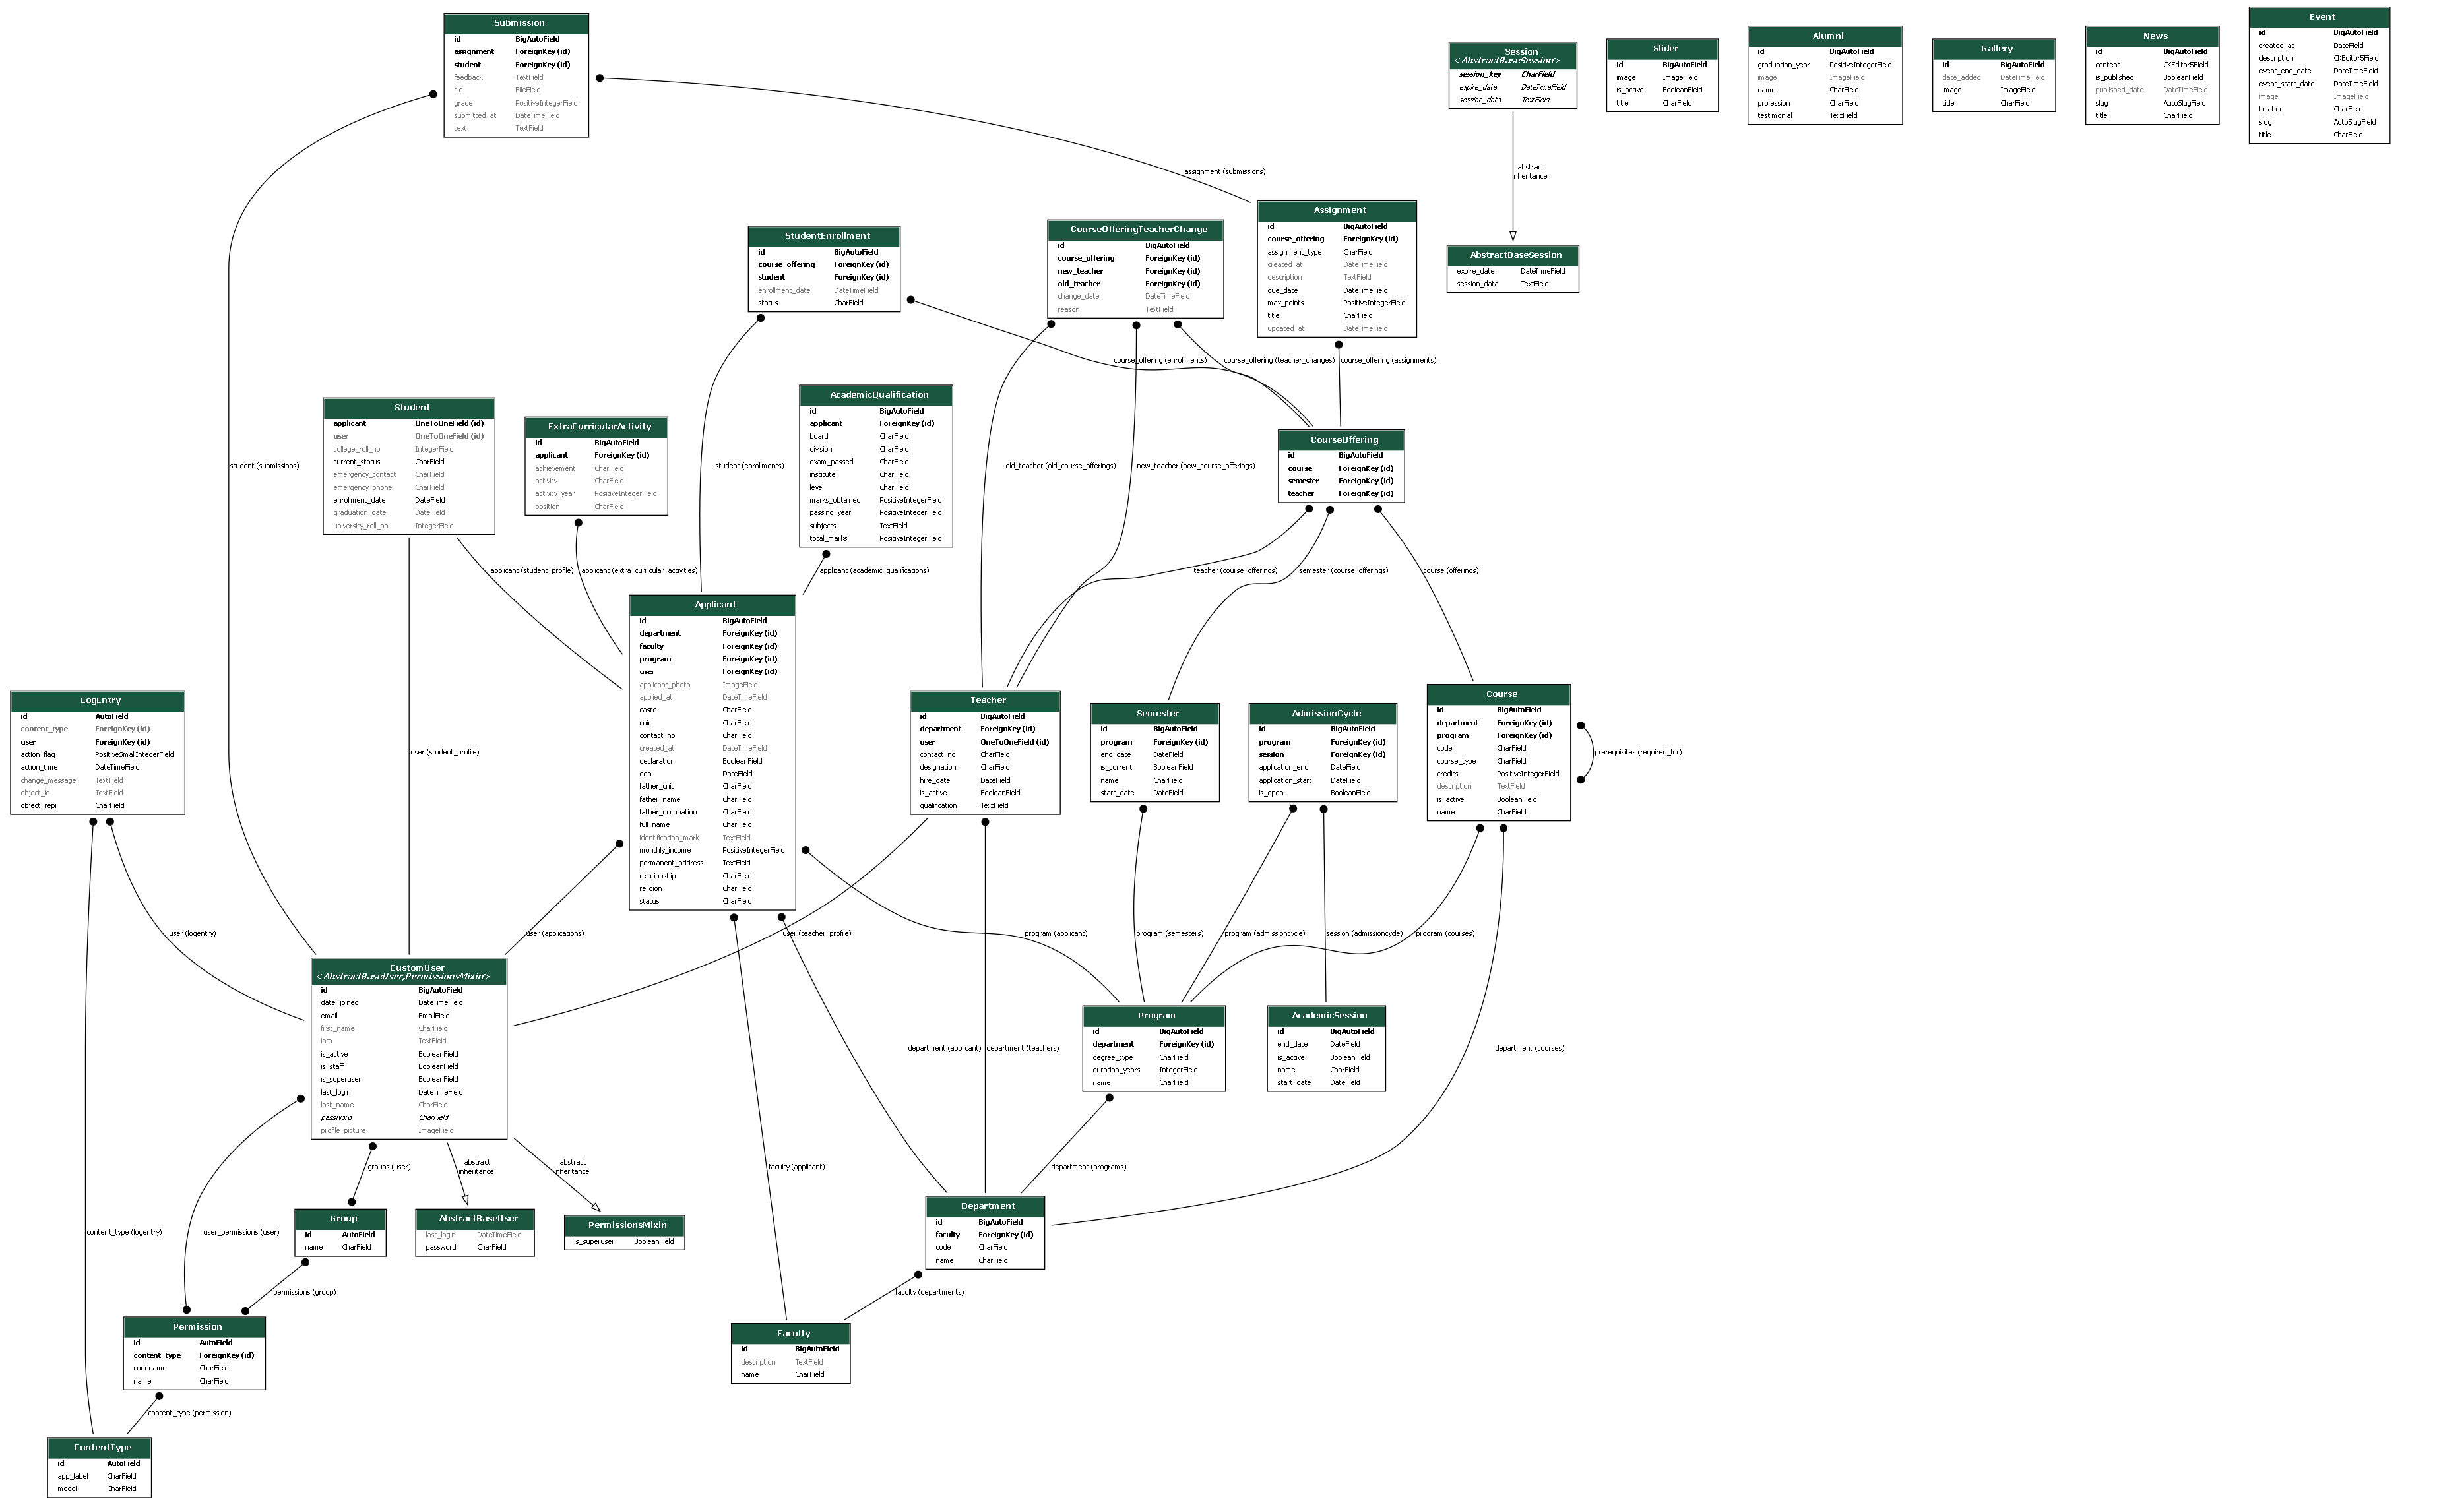 Submission
id BigAutoField
assignment ForeignKey (id)
student ForeignKey (id)
feedback TextField
file FileField
grade PositiveIntegerField
submitted_at DateTimeField
text TextField
Session
<AbstractBaseSession>
session_key CharField
expire_date DateTimeField
session_data TextField
Slider
id BigAutoField
image ImageField
is_active BooleanField
title CharField
Alumni
id BigAutoField
graduation_year PositiveIntegerField
image ImageField
name CharField
profession CharField
testimonial TextField
Gallery
id BigAutoField
date_added DateTimeField
image ImageField
title CharField
News
id BigAutoField
content CKEditor5Field
is_published BooleanField
published_date DateTimeField
slug AutoSlugField
title CharField
Event
id BigAutoField
created_at DateField
description CKEditor5Field
event_end_date DateTimeField
event_start_date DateTimeField
image ImageField
location CharField
slug AutoSlugField
title CharField
assignment (submissions)
abstract
inheritance
StudentEnrollment
id BigAutoField
course_offering ForeignKey (id)
student ForeignKey (id)
enrollment_date DateTimeField
status CharField
CourseOfferingTeacherChange
id BigAutoField
course_offering ForeignKey (id)
new_teacher ForeignKey (id)
old_teacher ForeignKey (id)
change_date DateTimeField
reason TextField
Assignment
id BigAutoField
course_offering ForeignKey (id)
assignment_type CharField
created_at DateTimeField
description TextField
due_date DateTimeField
max_points PositiveIntegerField
title CharField
updated_at DateTimeField
AbstractBaseSession
expire_date DateTimeField
session_data TextField
course_offering (enrollments)
course_offering (teacher_changes)
course_offering (assignments)
Student
applicant OneToOneField (id)
user OneToOneField (id)
college_roll_no IntegerField
current_status CharField
emergency_contact CharField
emergency_phone CharField
enrollment_date DateField
graduation_date DateField
university_roll_no IntegerField
ExtraCurricularActivity
id BigAutoField
applicant ForeignKey (id)
achievement CharField
activity CharField
activity_year PositiveIntegerField
position CharField
AcademicQualification
id BigAutoField
applicant ForeignKey (id)
board CharField
division CharField
exam_passed CharField
institute CharField
level CharField
marks_obtained PositiveIntegerField
passing_year PositiveIntegerField
subjects TextField
total_marks PositiveIntegerField
CourseOffering
id BigAutoField
course ForeignKey (id)
semester ForeignKey (id)
teacher ForeignKey (id)
student (submissions)
student (enrollments)
old_teacher (old_course_offerings)
new_teacher (new_course_offerings)
applicant (student_profile)
applicant (extra_curricular_activities)
applicant (academic_qualifications)
teacher (course_offerings)
semester (course_offerings)
course (offerings)
LogEntry
id AutoField
content_type ForeignKey (id)
user ForeignKey (id)
action_flag PositiveSmallIntegerField
action_time DateTimeField
change_message TextField
object_id TextField
object_repr CharField
user (student_profile)
Applicant
id BigAutoField
department ForeignKey (id)
faculty ForeignKey (id)
program ForeignKey (id)
user ForeignKey (id)
applicant_photo ImageField
applied_at DateTimeField
caste CharField
cnic CharField
contact_no CharField
created_at DateTimeField
declaration BooleanField
dob DateField
father_cnic CharField
father_name CharField
father_occupation CharField
full_name CharField
identification_mark TextField
monthly_income PositiveIntegerField
permanent_address TextField
relationship CharField
religion CharField
status CharField
Teacher
id BigAutoField
department ForeignKey (id)
user OneToOneField (id)
contact_no CharField
designation CharField
hire_date DateField
is_active BooleanField
qualification TextField
Semester
id BigAutoField
program ForeignKey (id)
end_date DateField
is_current BooleanField
name CharField
start_date DateField
AdmissionCycle
id BigAutoField
program ForeignKey (id)
session ForeignKey (id)
application_end DateField
application_start DateField
is_open BooleanField
Course
id BigAutoField
department ForeignKey (id)
program ForeignKey (id)
code CharField
course_type CharField
credits PositiveIntegerField
description TextField
is_active BooleanField
name CharField
prerequisites (required_for)
user (logentry)
user (applications)
user (teacher_profile)
program (applicant)
program (semesters)
program (admissioncycle)
session (admissioncycle)
program (courses)
CustomUser
<AbstractBaseUser,PermissionsMixin>
id BigAutoField
date_joined DateTimeField
email EmailField
first_name CharField
info TextField
is_active BooleanField
is_staff BooleanField
is_superuser BooleanField
last_login DateTimeField
last_name CharField
password CharField
profile_picture ImageField
department (applicant)
department (teachers)
Program
id BigAutoField
department ForeignKey (id)
degree_type CharField
duration_years IntegerField
name CharField
AcademicSession
id BigAutoField
end_date DateField
is_active BooleanField
name CharField
start_date DateField
department (courses)
groups (user)
abstract
inheritance
abstract
inheritance
faculty (applicant)
department (programs)
content_type (logentry)
user_permissions (user)
Group
id AutoField
name CharField
AbstractBaseUser
last_login DateTimeField
password CharField
PermissionsMixin
is_superuser BooleanField
Department
id BigAutoField
faculty ForeignKey (id)
code CharField
name CharField
permissions (group)
faculty (departments)
Permission
id AutoField
content_type ForeignKey (id)
codename CharField
name CharField
Faculty
id BigAutoField
description TextField
name CharField
content_type (permission)
ContentType
id AutoField
app_label CharField
model CharField